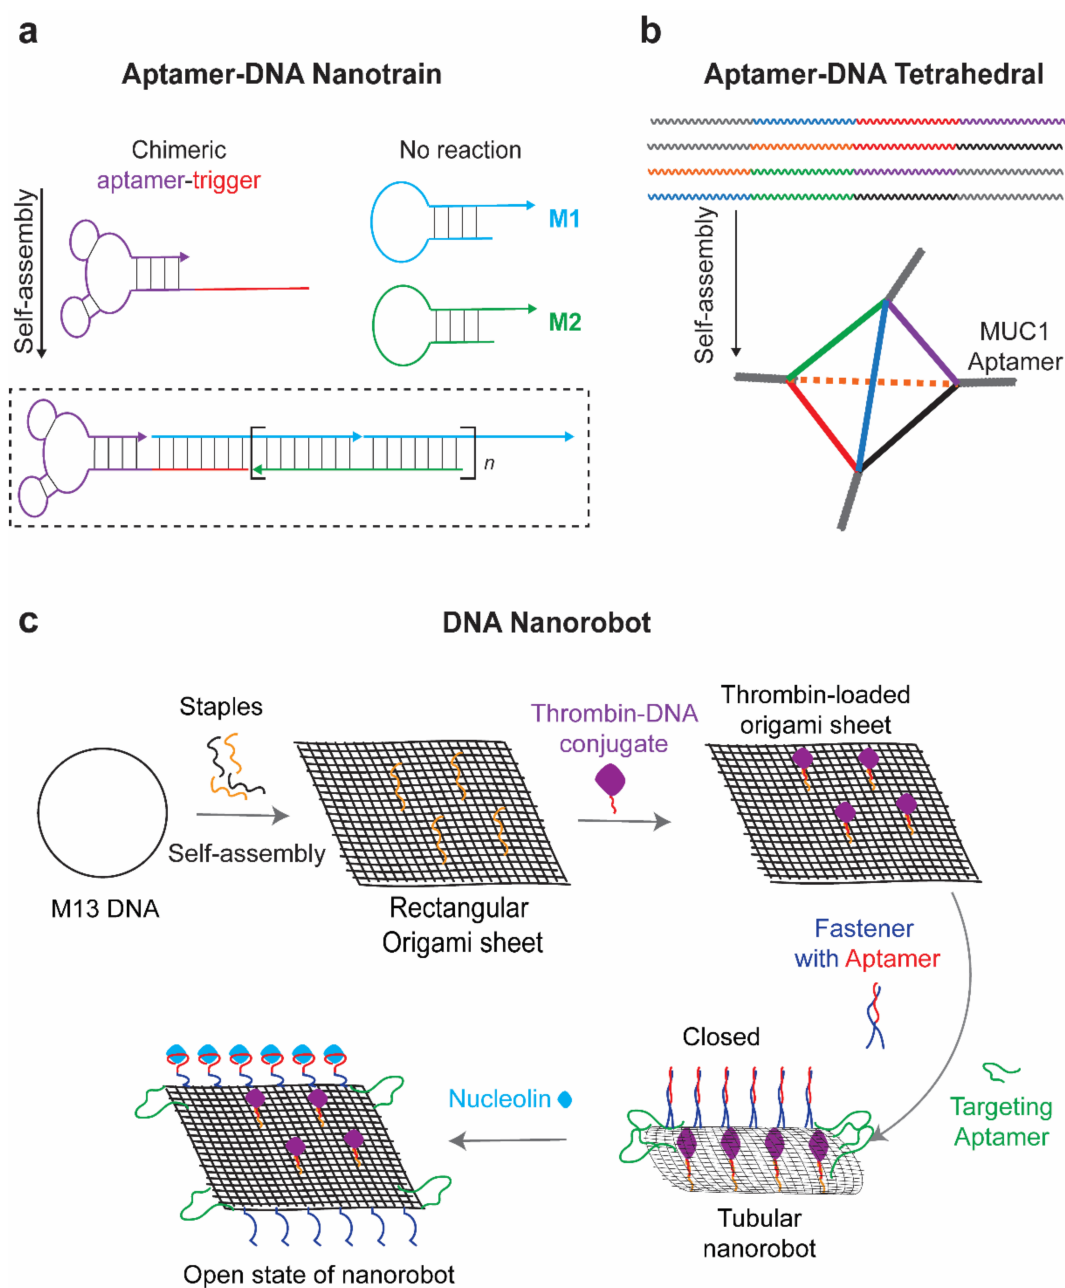 a
Aptamer-DNA Nanotrain
Chimeric
aptamer-trigger
No reaction
Self-assembly
M1
M2
n
b
Aptamer-DNA Tetrahedral
Self-assembly
MUC1
Aptamer
c
DNA Nanorobot
Staples
Self-assembly
M13 DNA
Rectangular
Origami sheet
Thrombin-DNA
conjugate
Thrombin-loaded
origami sheet
Fastener
with Aptamer
Targeting
Aptamer
Closed
Tubular
nanorobot
Nucleolin
Open state of nanorobot